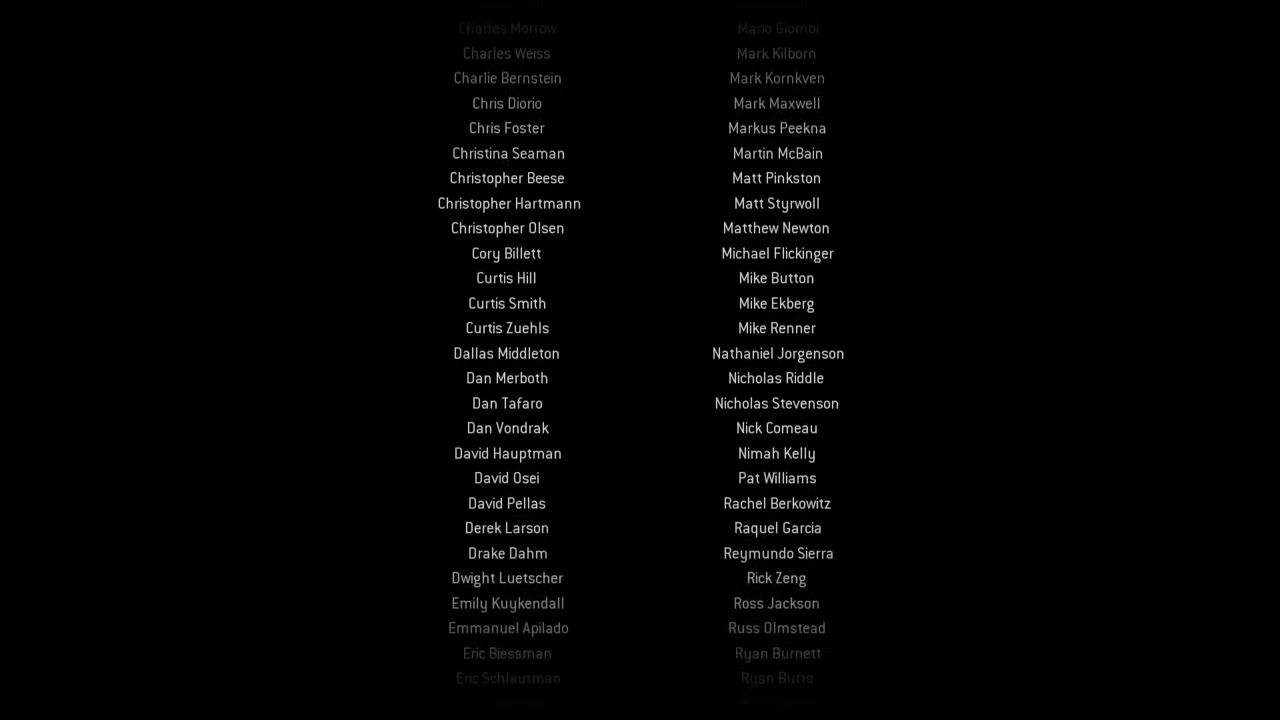 Charles Morrow
Charles Weiss
Charlie Bernstein
Chris Diorio
Chris Foster
Christina Seaman
Christopher Beese
Christopher Hartmann
Christopher Olsen
Cory Billett
Curtis Hill
Curtis Smith
Curtis Zuehls
Dallas Middleton
Dan Merboth
Dan Tafaro
Dan Vondrak
David Hauptman
David Osei
David Pellas
Derek Larson
Drake Dahm
Dwight Luetscher
Emily Kuykendall
Emmanuel Apilado
Eric Biessman
Eric Schlautman
Mario Giombi
Mark Kilborn
Mark Kornkven
Mark Maxwell
Markus Peekna
Martin McBain
Matt Pinkston
Matt Styrwoll
Matthew Newton
Michael Flickinger
Mike Button
Mike Ekberg
Mike Renner
Nathaniel Jorgenson
Nicholas Riddle
Nicholas Stevenson
Nick Comeau
Nimah Kelly
Pat Williams
Rachel Berkowitz
Raquel Garcia
Reymundo Sierra
Rick Zeng
Ross Jackson
Russ Olmstead
Ryan Burnett
Ryan Butts